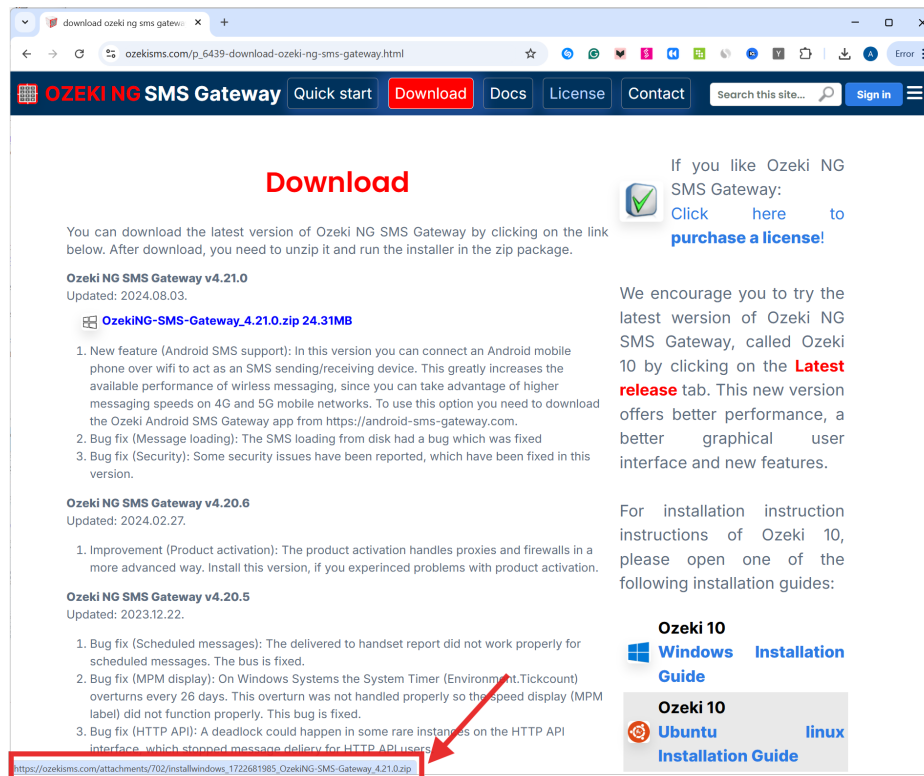 download ozeki ng sms gatewa
ozekisms.com/p_6439-download-ozeki-ng-sms-gateway.html
A
Error
OZEKI NG SMS Gateway
Quick start
Download
Docs
License
Contact
Search this site...
Sign in
Download
You can download the latest version of Ozeki NG SMS Gateway by clicking on the link
below. After download, you need to unzip it and run the installer in the zip package.
Ozeki NG SMS Gateway v4.21.0
Updated: 2024.08.03.
OzekiNG-SMS-Gateway_4.21.0.zip 24.31MB
1. New feature (Android SMS support): In this version you can connect an Android mobile
phone over wifi to act as an SMS sending/receiving device. This greatly increases the
available performance of wirless messaging, since you can take advantage of higher
messaging speeds on 4G and 5G mobile networks. To use this option you need to download
the Ozeki Android SMS Gateway app from https://android-sms-gateway.com.
2. Bug fix (Message loading): The SMS loading from disk had a bug which was fixed
3. Bug fix (Security): Some security issues have been reported, which have been fixed in this
version.
Ozeki NG SMS Gateway v4.20.6
Updated: 2024.02.27.
1. Improvement (Product activation): The product activation handles proxies and firewalls in a
more advanced way. Install this version, if you experinced problems with product activation.
Ozeki NG SMS Gateway v4.20.5
Updated: 2023.12.22.
1. Bug fix (Scheduled messages): The delivered to handset report did not work properly for
scheduled messages. The bus is fixed.
2. Bug fix (MPM display): On Windows Systems the System Timer (Environment.Tickcount)
overturns every 26 days. This overturn was not handled properly so the speed display (MPM
label) did not function properly. This bug is fixed.
3. Bug fix (HTTP API): A deadlock could happen in some rare instances on the HTTP API
interface, which stopped message deliery for HTTP API users
https://ozekisms.com/attachments/702/installwindows_1722681985_OzekiNG-SMS-Gateway_4.21.0.zip
If you like Ozeki NG
SMS Gateway:
Click here to
purchase a license!
We encourage you to try the
latest wersion of Ozeki NG
SMS Gateway, called Ozeki
10 by clicking on the Latest
release tab. This new version
offers better performance, a
better graphical user
interface and new features.
For installation instruction
instructions of Ozeki 10,
please open one of the
following installation guides:
Ozeki 10
Windows Installation
Guide
Ozeki 10
Ubuntu linux
Installation Guide